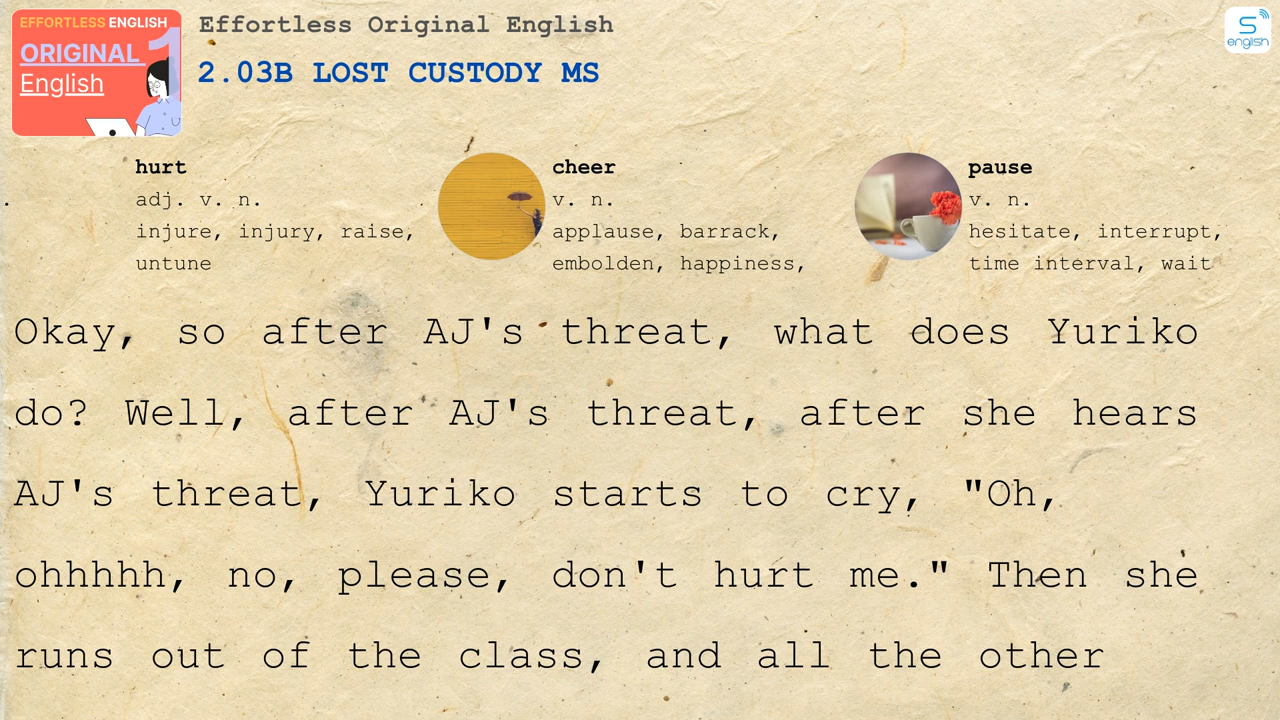 EFFORTLESS ENGLISH
ORIGINAL 1
English
Effortless Original English
2.03B LOST CUSTODY MS
S
english
.
hurt
adj. v. n.
injure, injury, raise,
untune
cheer
v. n.
applause, barrack,
embolden, happiness,
pause
v. n.
hesitate, interrupt,
time interval, wait
Okay, so after AJ's threat, what does Yuriko
do? Well, after AJ's threat, after she hears
AJ's threat, Yuriko starts to cry, "Oh,
ohhhhh, no, please, don't hurt me." Then she
runs out of the class, and all the other